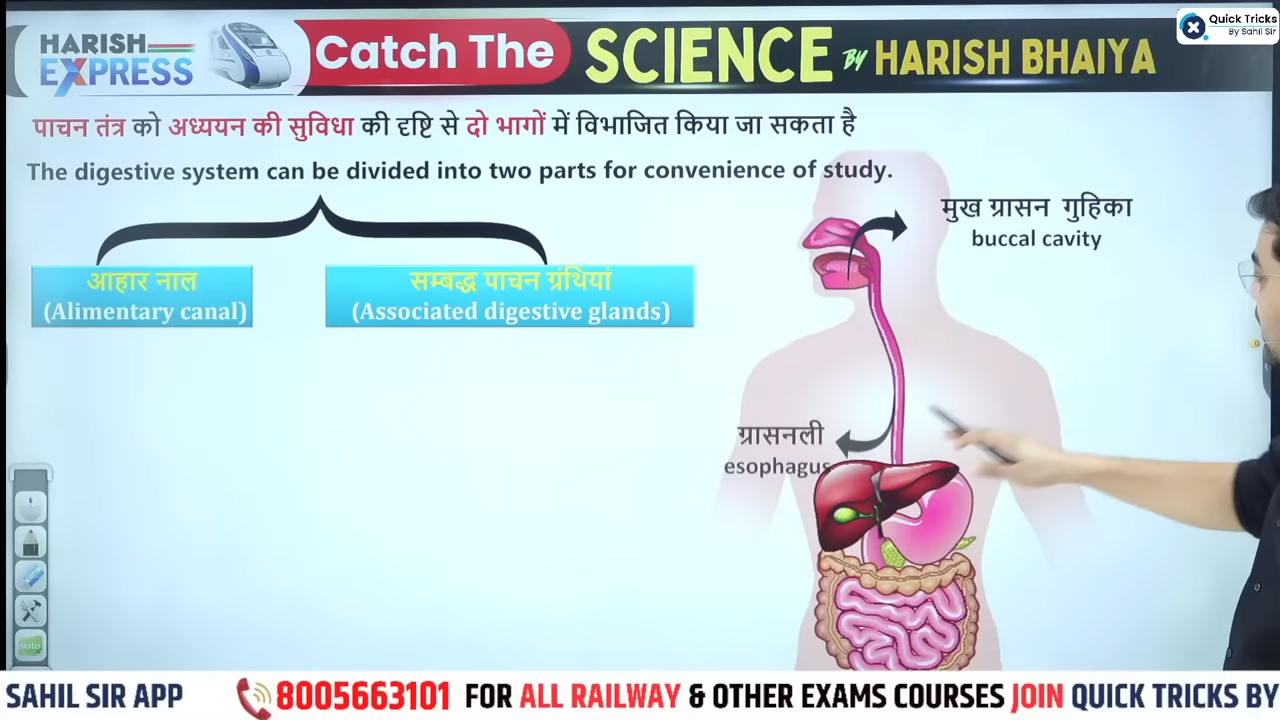 HARISH
EXPRESS
Catch The
SCIENCE
BY
HARISH BHAIYA
Quick Tricks
By Sahil Sir
पाचन तंत्र को अध्ययन की सुविधा की दृष्टि से दो भागों में विभाजित किया जा सकता है
The digestive system can be divided into two parts for convenience of study.
मुख ग्रासन गुहिका
buccal cavity
आहार नाल
(Alimentary canal)
सम्बद्ध पाचन ग्रंथियां
(Associated digestive glands)
ग्रासनली
esophagus
Note
SAHIL SIR APP
8005663101 FOR ALL RAILWAY & OTHER EXAMS COURSES JOIN QUICK TRICKS BY